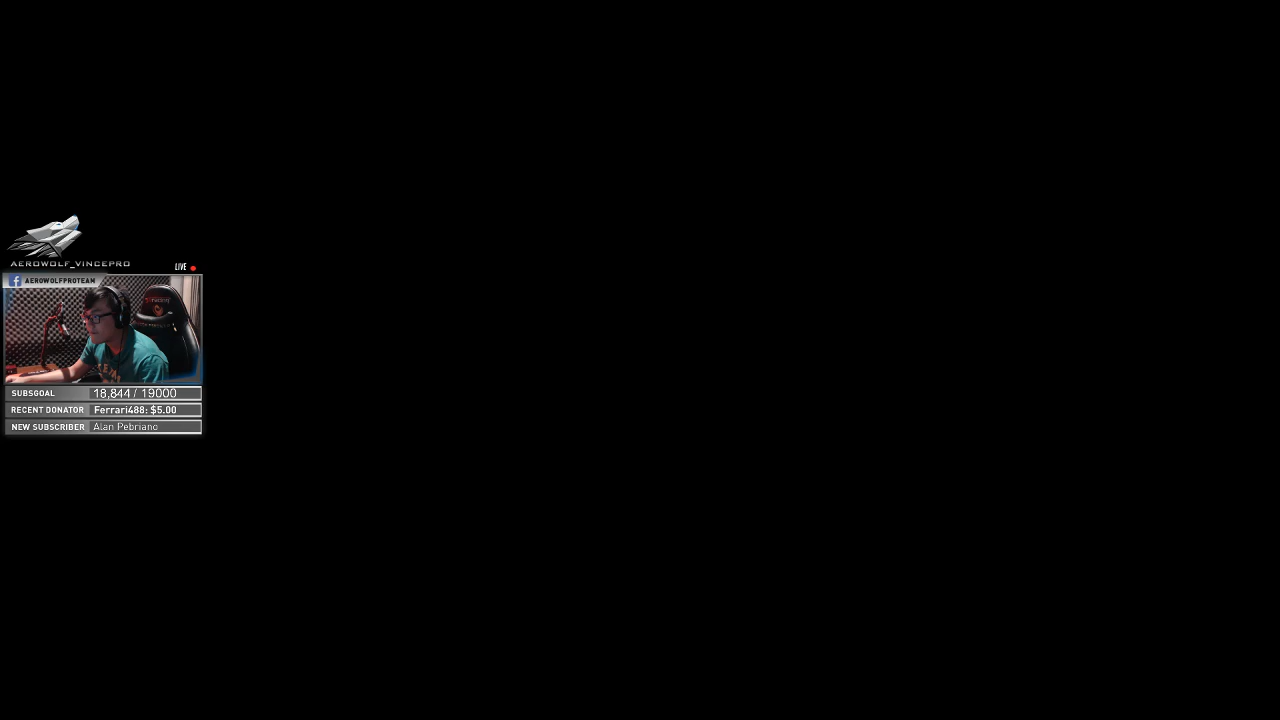 AEROWOLF_VINCEPRO
LIVE
AEROWOLFPROTEAM
SUBSGOAL 18,844 / 19000
RECENT DONATOR Ferrari488: $5.00
NEW SUBSCRIBER Alan Pebriano